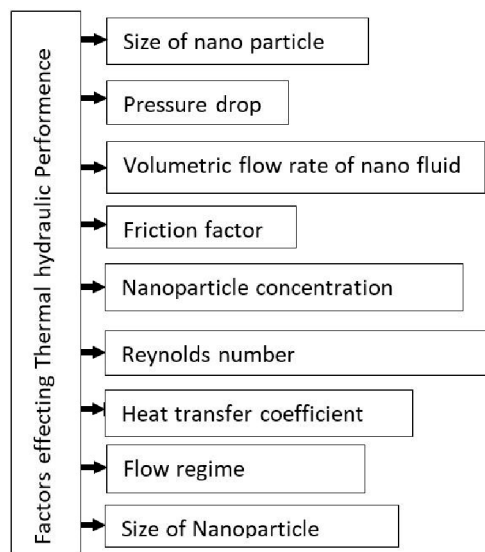 Factors effecting Thermal hydraulic Performence
Size of nano particle
Pressure drop
Volumetric flow rate of nano fluid
Friction factor
Nanoparticle concentration
Reynolds number
Heat transfer coefficient
Flow regime
Size of Nanoparticle